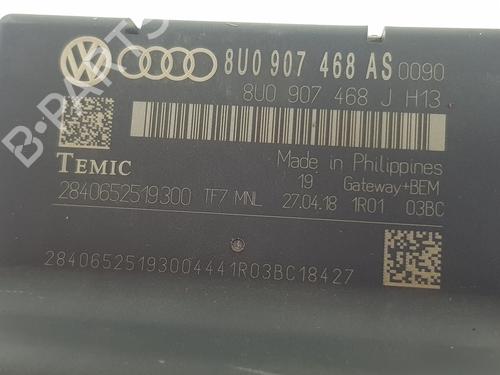 8U0 907 468 AS 0090
8U0 907 468 J H13
TEMIC
Made in Philippines
19 Gateway+BEM
2840652519300 TF7 MNL 27.04.18 1R01 03BC
28406525193004441R03BC18427
B-PARTS